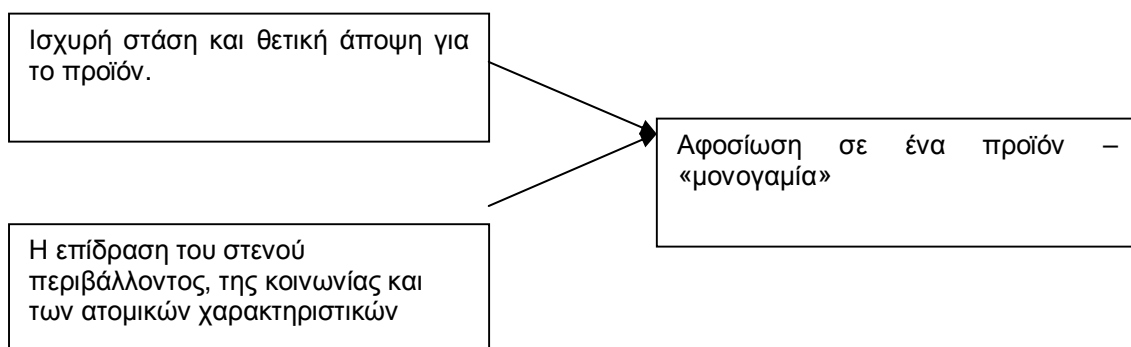 Ισχυρή στάση και θετική άποψη για
το προϊόν.
Αφοσίωση σε ένα προϊόν –
«μονογαμία»
Η επίδραση του στενού
περιβάλλοντος, της κοινωνίας και
των ατομικών χαρακτηριστικών